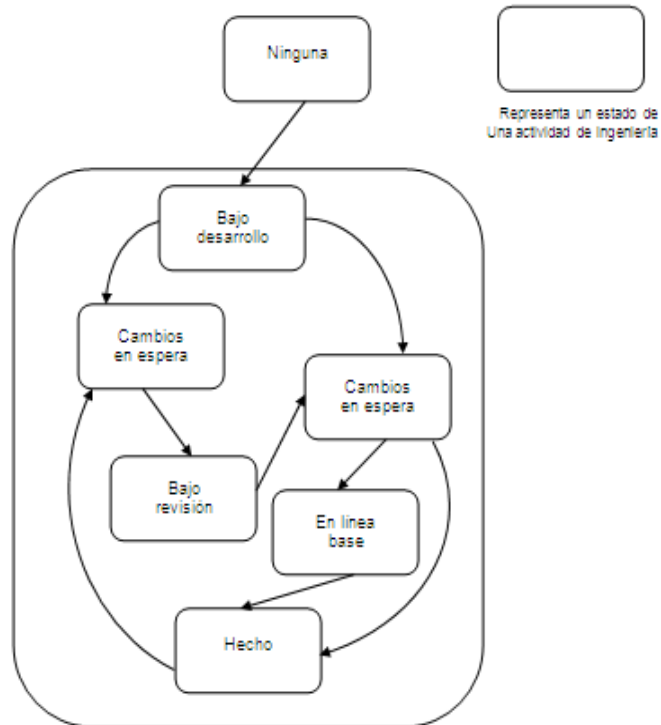 Ninguna
Representa un estado de
Una actividad de Ingeniería
Bajo
desarrollo
Cambios
en espera
Cambios
en espera
Bajo
revisión
En línea
base
Hecho